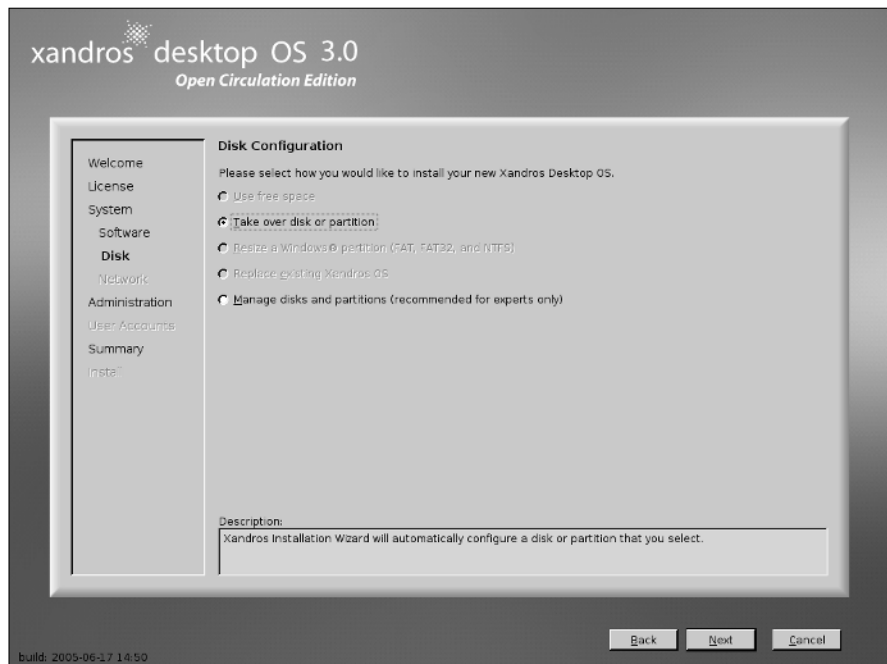 xandros desktop OS 3.0
Open Circulation Edition
Welcome
License
System
Software
Disk
Network
Administration
User Accounts
Summary
Install
Disk Configuration
Please select how you would like to install your new Xandros Desktop OS.
Use free space
Take over disk or partition
Resize a Windows® partition (FAT, FAT32, and NTFS)
Replace existing Xandros OS
Manage disks and partitions (recommended for experts only)
Description:
Xandros Installation Wizard will automatically configure a disk or partition that you select.
Back
Next
Cancel
build: 2005-06-17 14:50